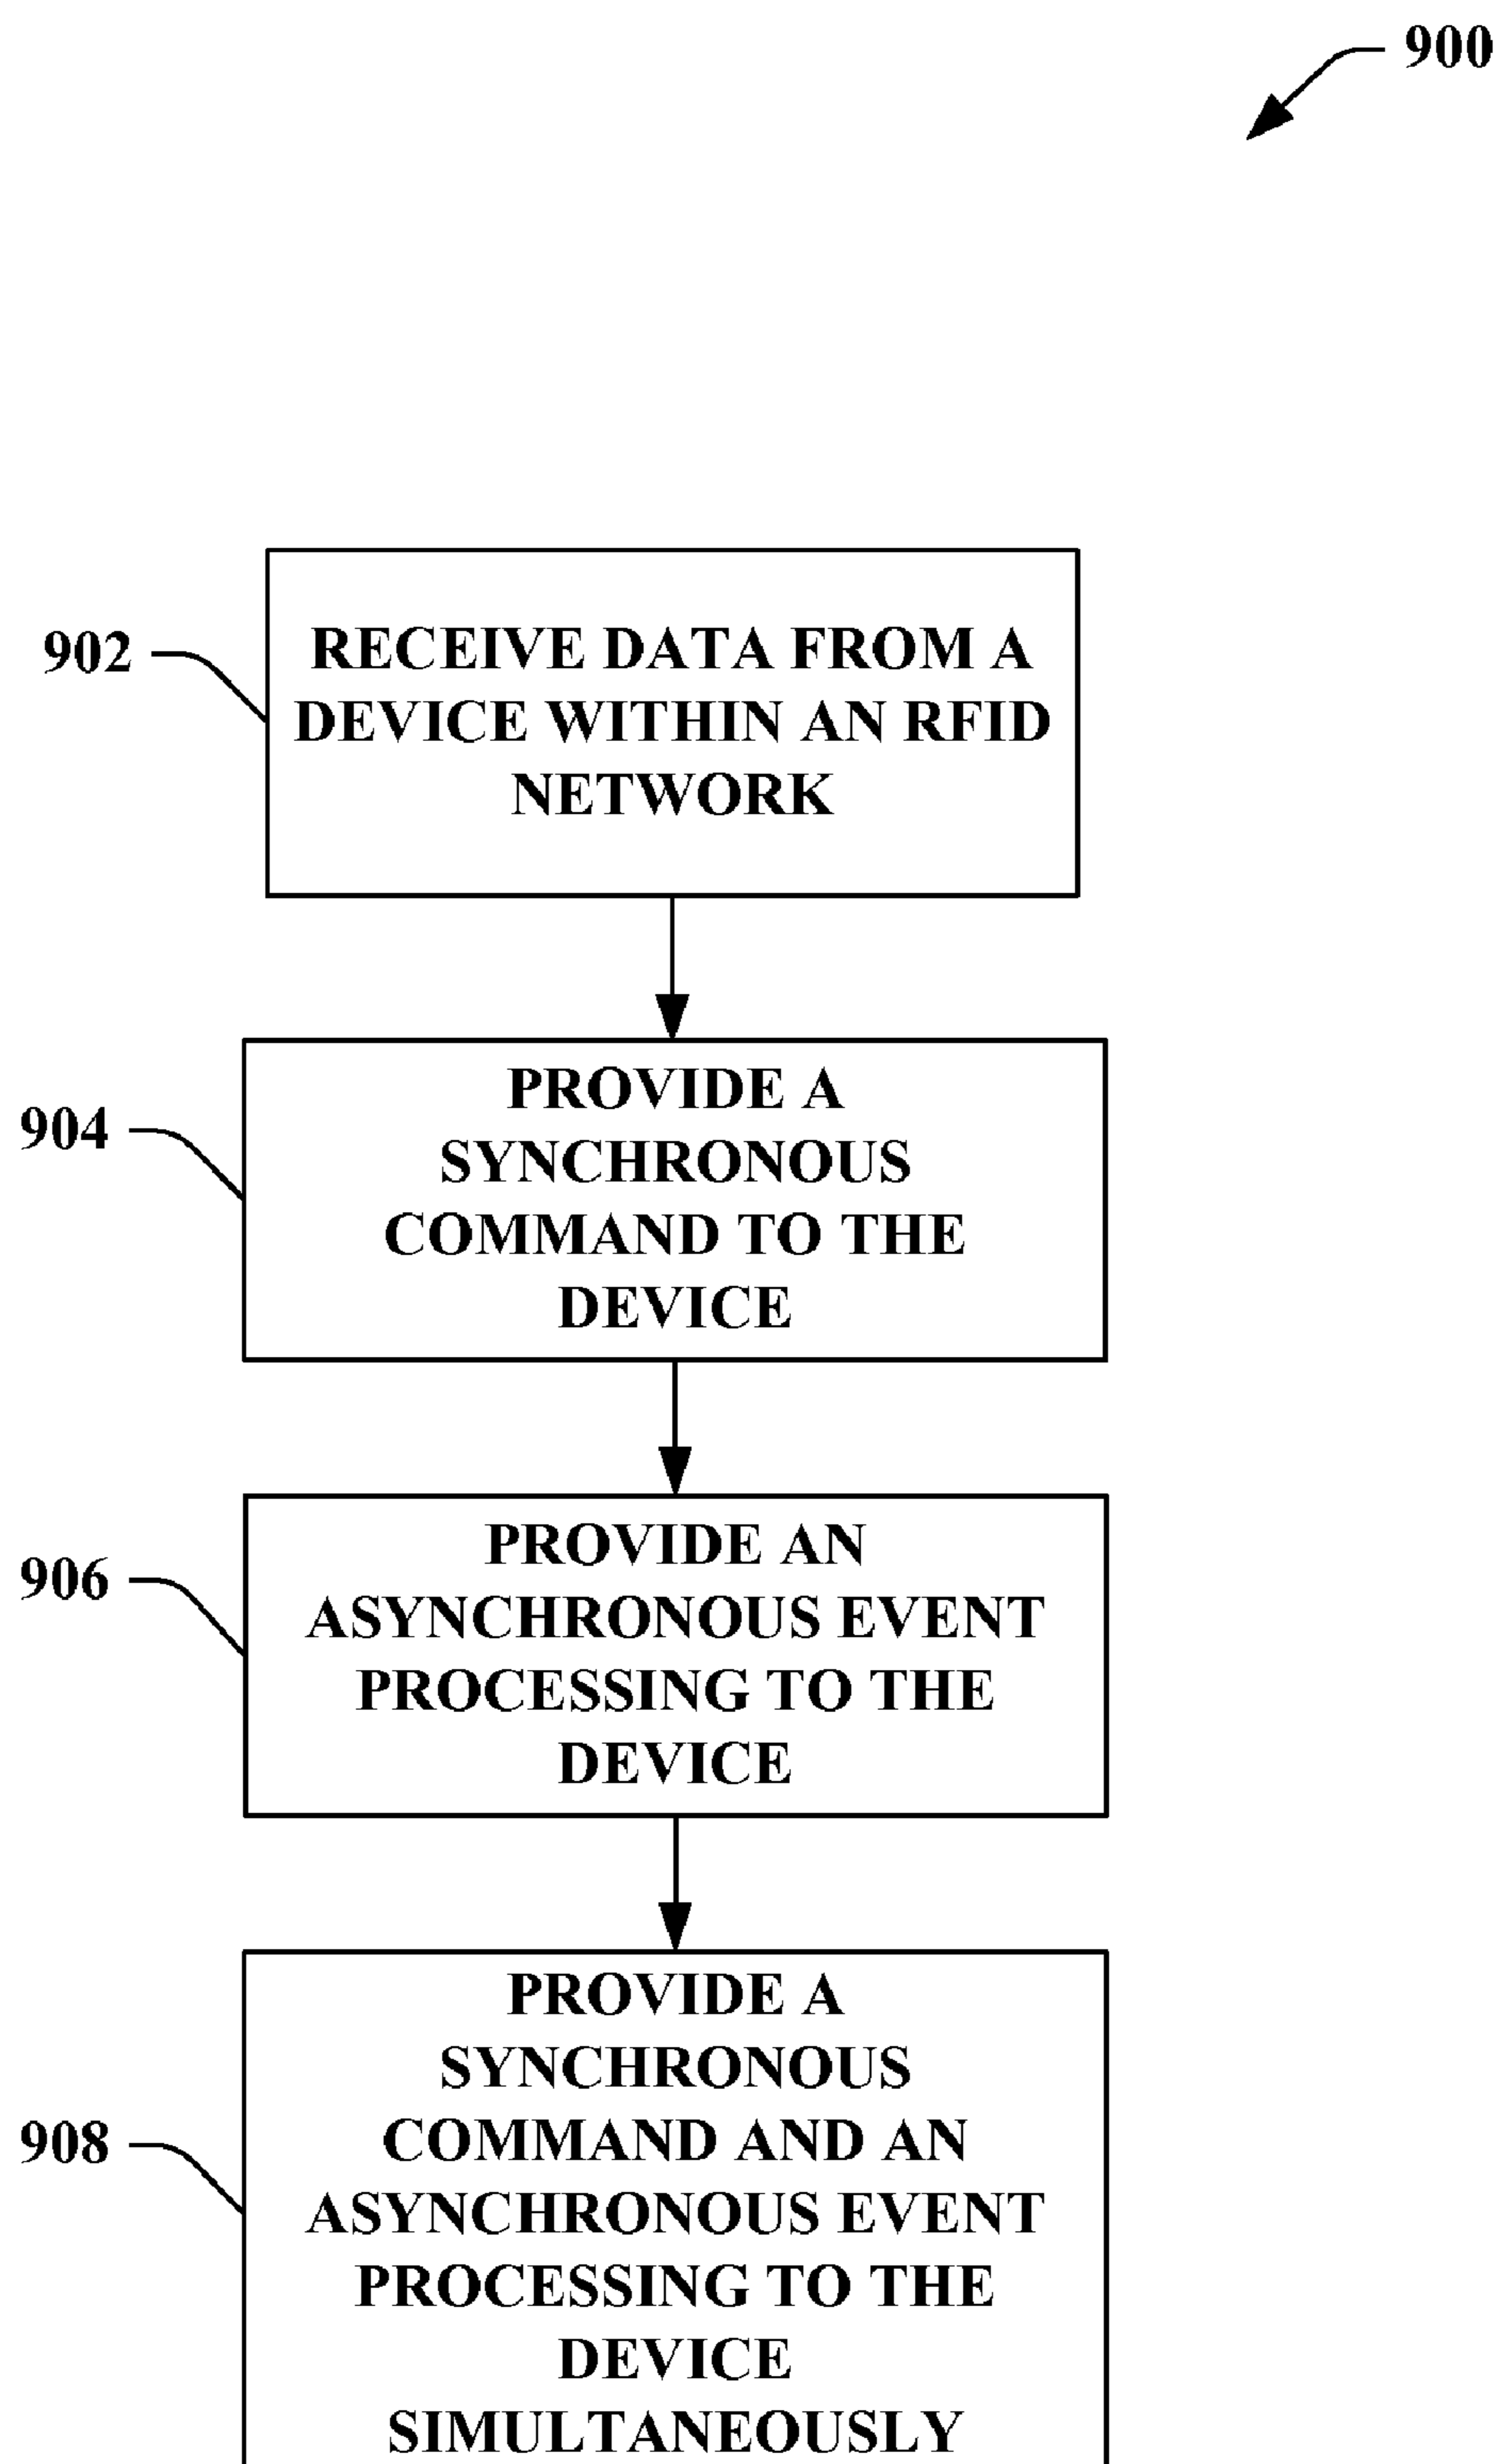 900
902
RECEIVE DATA FROM A
DEVICE WITHIN AN RFID
NETWORK
904
PROVIDE A
SYNCHRONOUS
COMMAND TO THE
DEVICE
906
PROVIDE AN
ASYNCHRONOUS EVENT
PROCESSING TO THE
DEVICE
908
PROVIDE A
SYNCHRONOUS
COMMAND AND AN
ASYNCHRONOUS EVENT
PROCESSING TO THE
DEVICE
SIMULTANEOUSLY